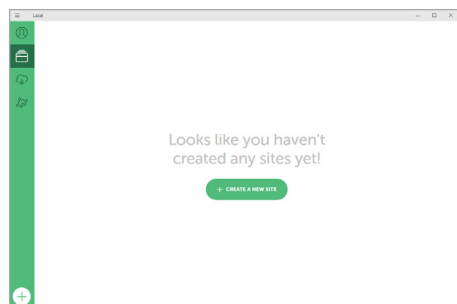 Local
Looks like you haven't
created any sites yet!
CREATE A NEW SITE